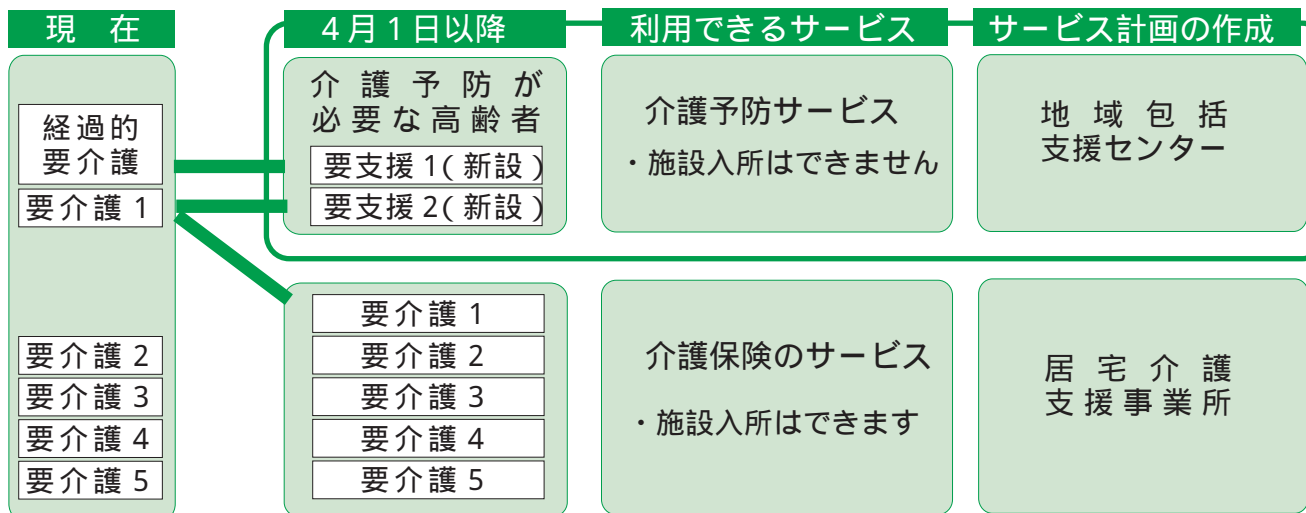 現在
4月1日以降
利用できるサービス
サービス計画の作成
経過的
要介護
要介護1
要介護2
要介護3
要介護4
要介護5
介護予防が
必要な高齢者
要支援1(新設)
要支援2(新設)
介護予防サービス
・施設入所はできません
地域包括
支援センター
要介護1
要介護2
要介護3
要介護4
要介護5
介護保険のサービス
・施設入所はできます
居宅介護
支援事業所